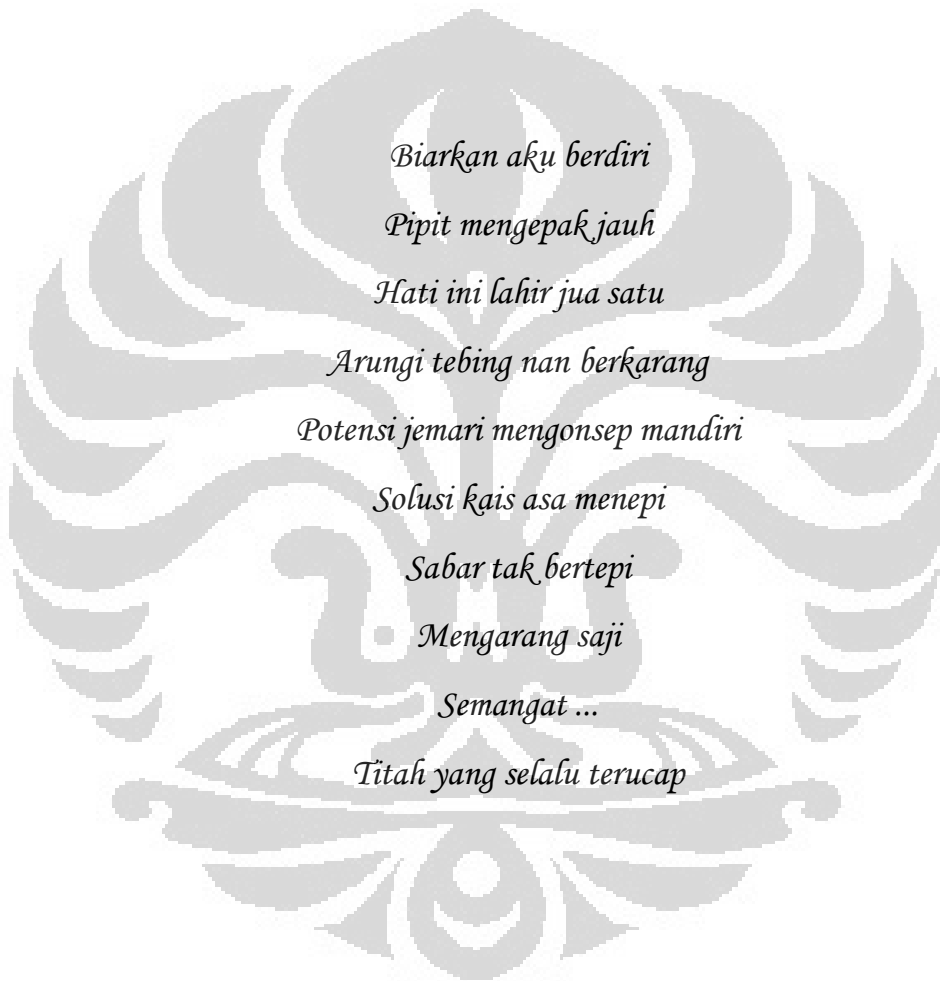 Biarkan aku berdiri
Pipit mengepak jauh
Hati ini lahir jua satu
Arungi tebing nan berkarang
Potensi jemari mengonsep mandiri
Solusi kais asa menepi
Sabar tak bertepi
Mengarang saji
Semangat ...
Titah yang selalu terucap